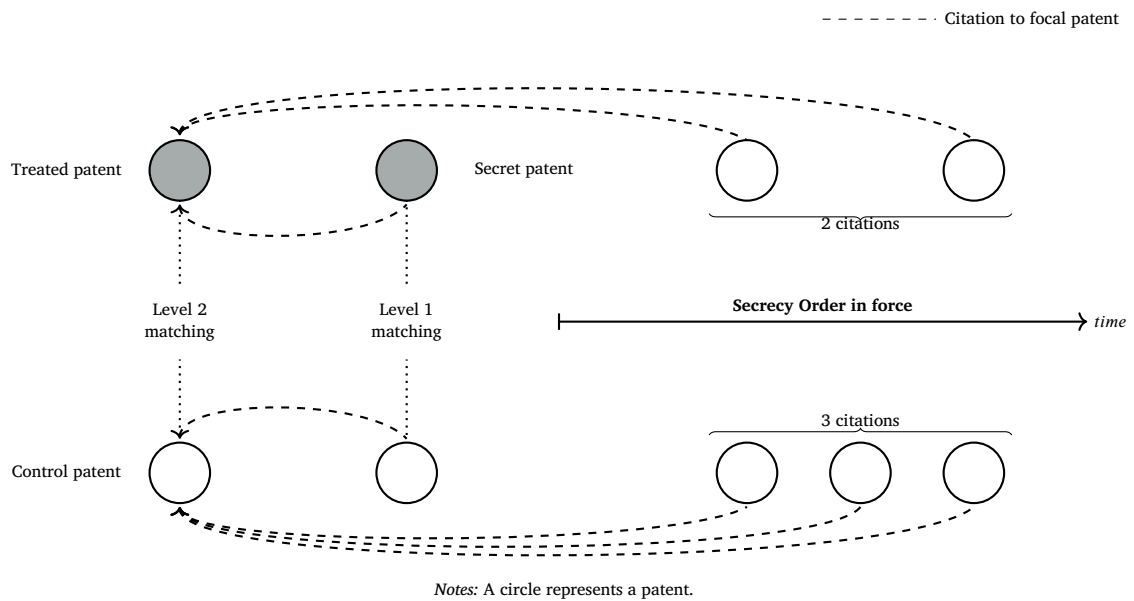 Citation to focal patent
Treated patent
Secret patent
2 citations
Level 2
matching
Level 1
matching
Secrecy Order in force
time
3 citations
Control patent
Notes: A circle represents a patent.